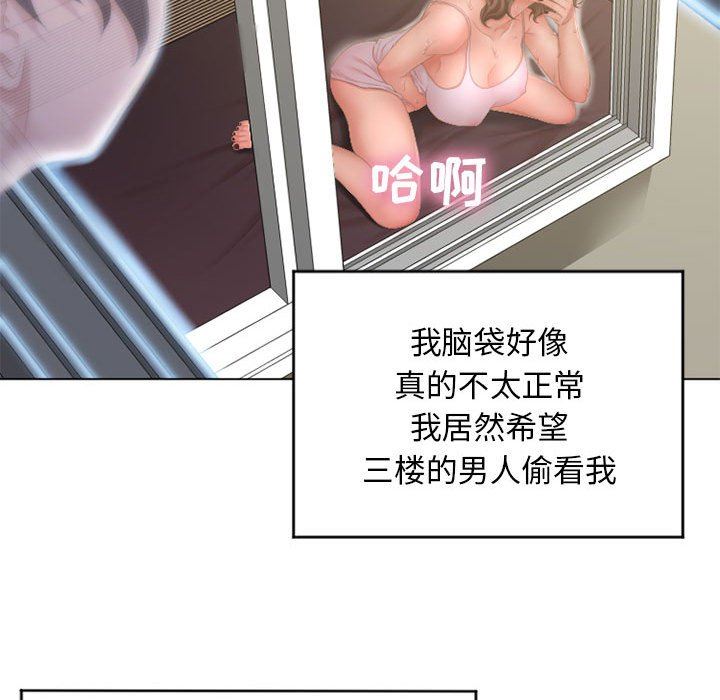 哈啊
我脑袋好像
真的不太正常
我居然希望
三楼的男人偷看我